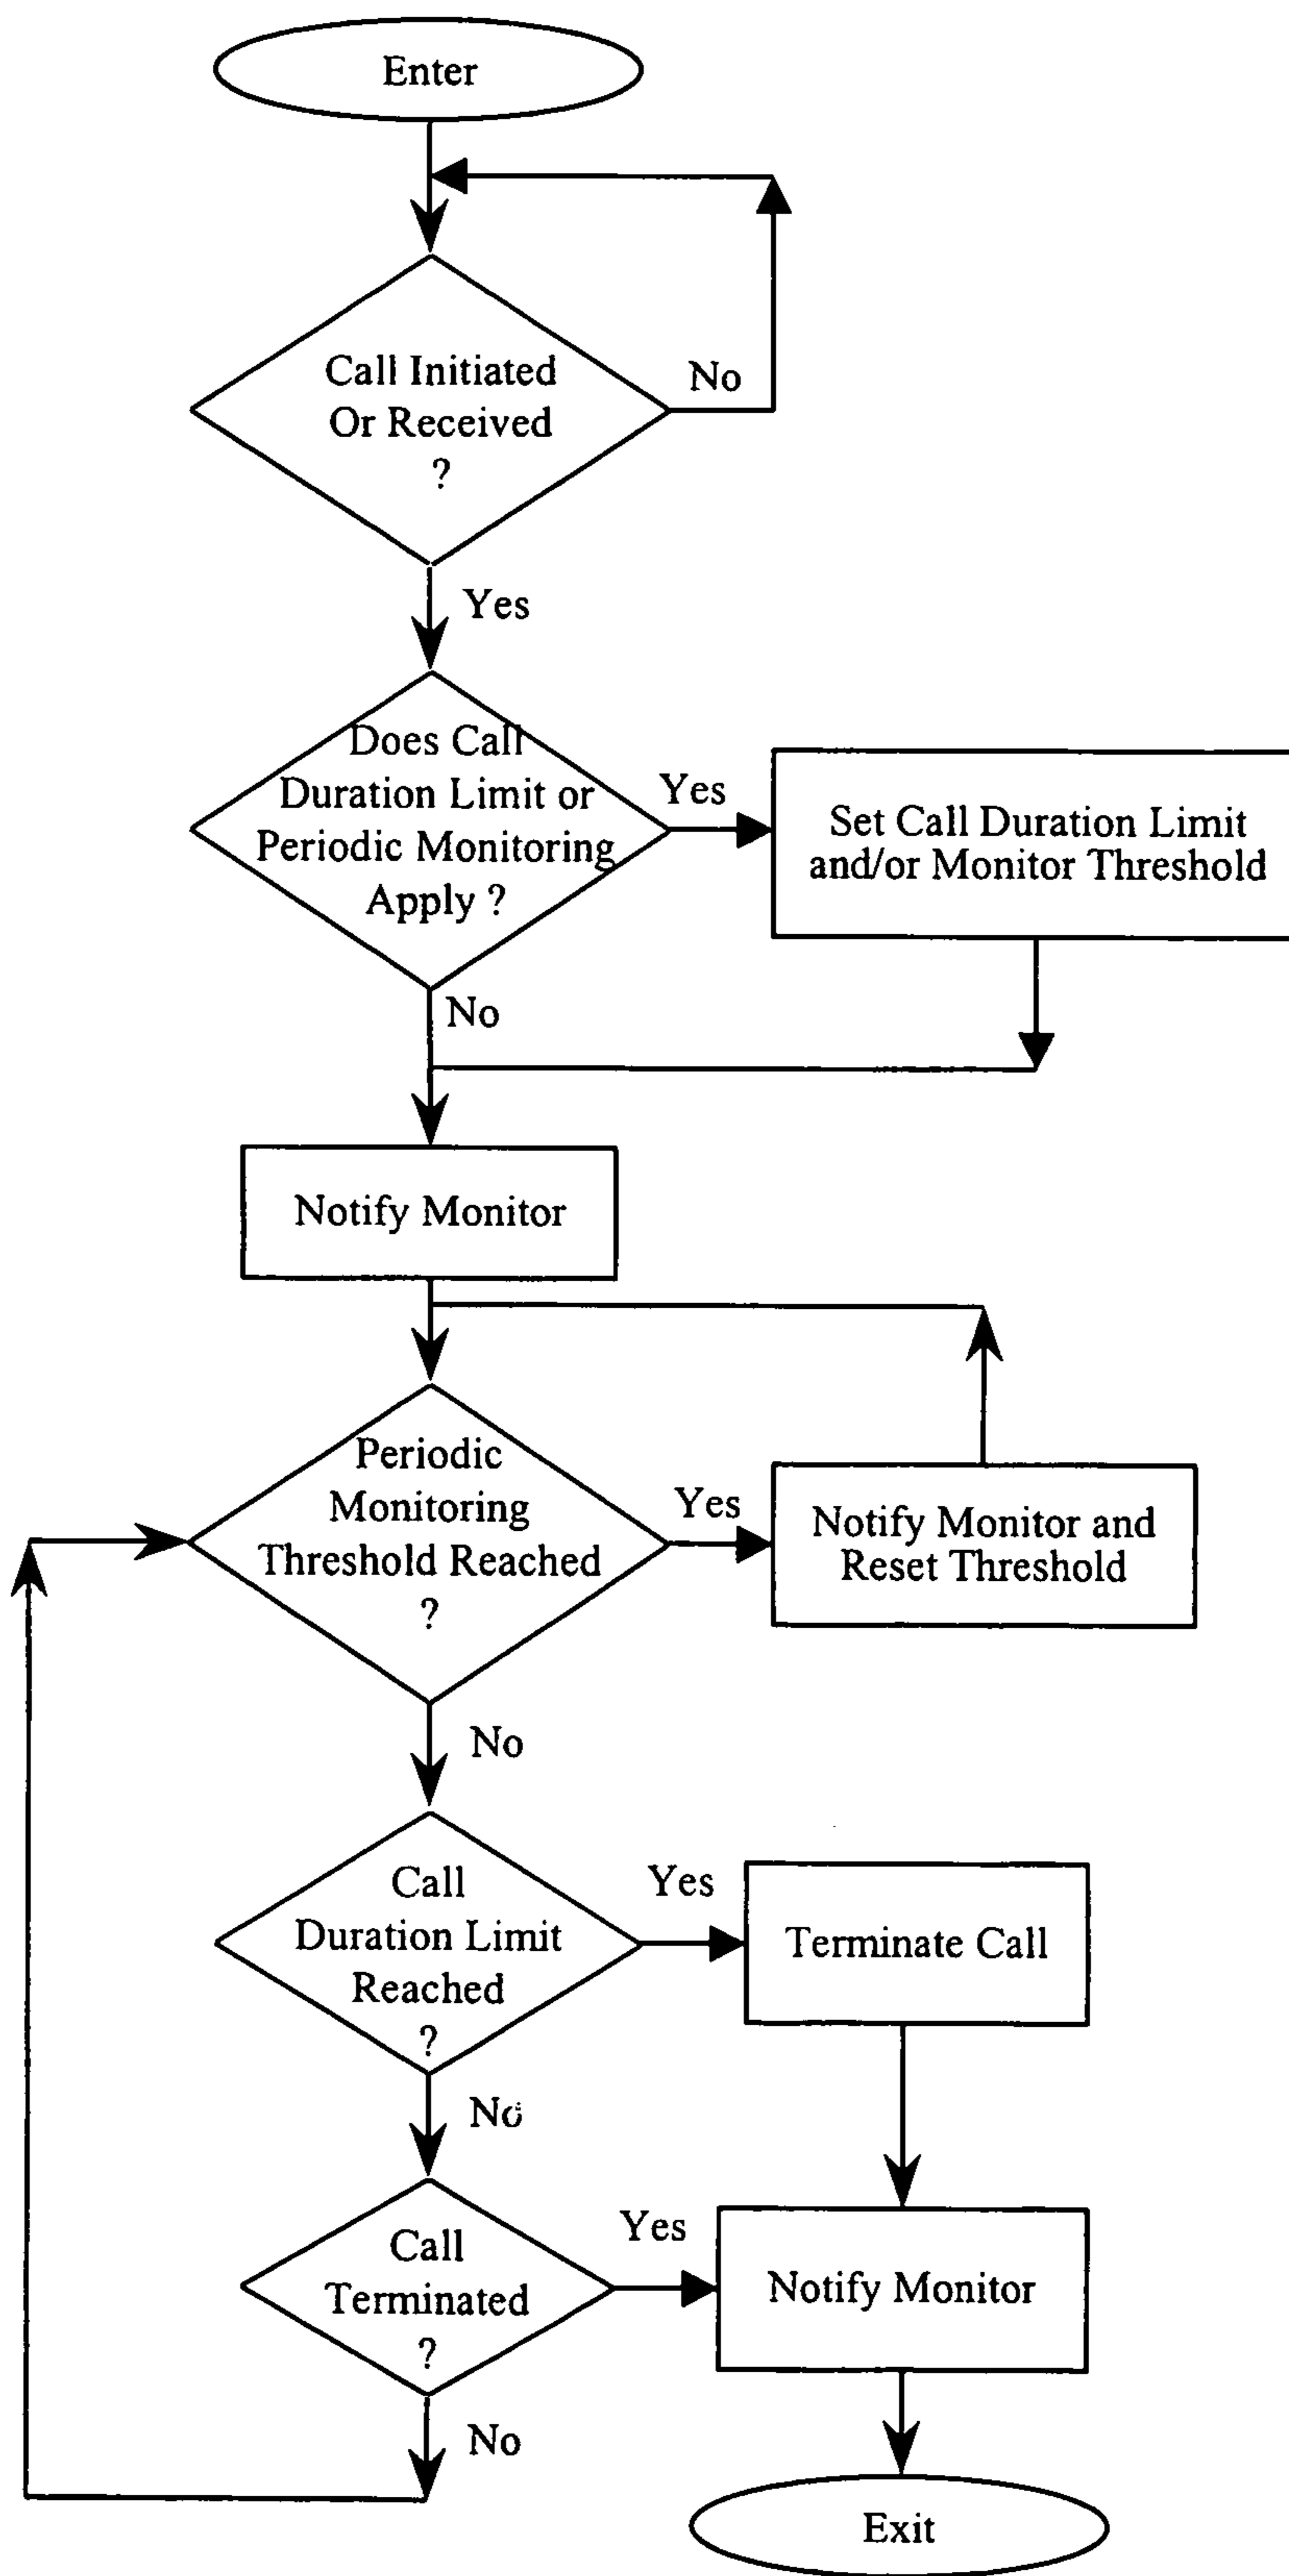 Enter
Call Initiated
Or Received
?
No
Yes
Does Call
Duration Limit or
Periodic Monitoring
Apply ?
Yes
Set Call Duration Limit
and/or Monitor Threshold
No
Notify Monitor
Periodic
Monitoring
Threshold Reached
?
Yes
Notify Monitor and
Reset Threshold
No
Call
Duration Limit
Reached
?
Yes
Terminate Call
No
Call
Terminated
?
Yes
Notify Monitor
No
Exit